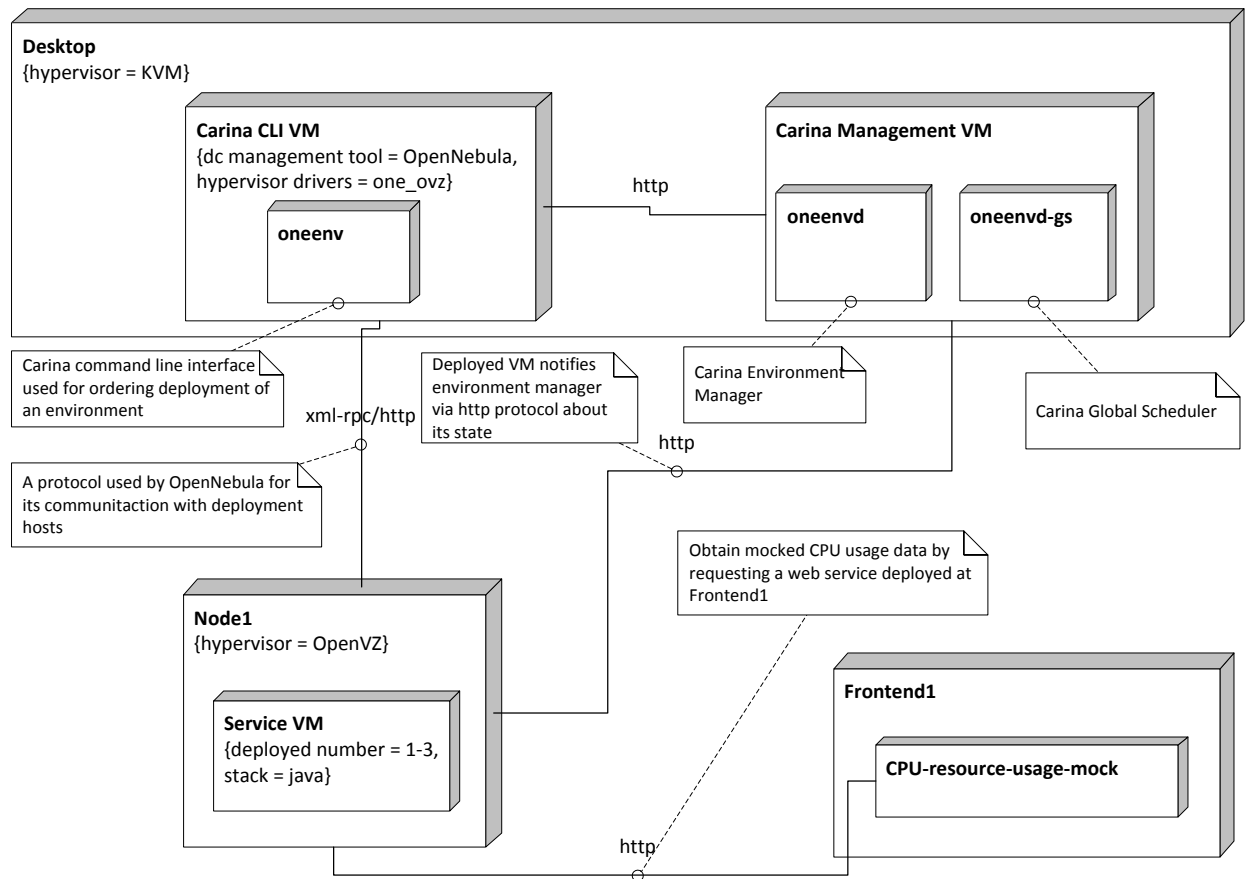 Desktop
{hypervisor = KVM}
Carina CLI VM
{dc management tool = OpenNebula,
hypervisor drivers = one_ovz}
oneenv
http
Carina Management VM
oneenvd
oneenvd-gs
Carina command line interface
used for ordering deployment of
an environment
xml-rpc/http
Deployed VM notifies
environment manager
via http protocol about
its state
http
Carina Environment
Manager
Carina Global Scheduler
A protocol used by OpenNebula for
its communitaction with deployment
hosts
Obtain mocked CPU usage data by
requesting a web service deployed at
Frontend1
Node1
{hypervisor = OpenVZ}
Service VM
{deployed number = 1-3,
stack = java}
Frontend1
CPU-resource-usage-mock
http